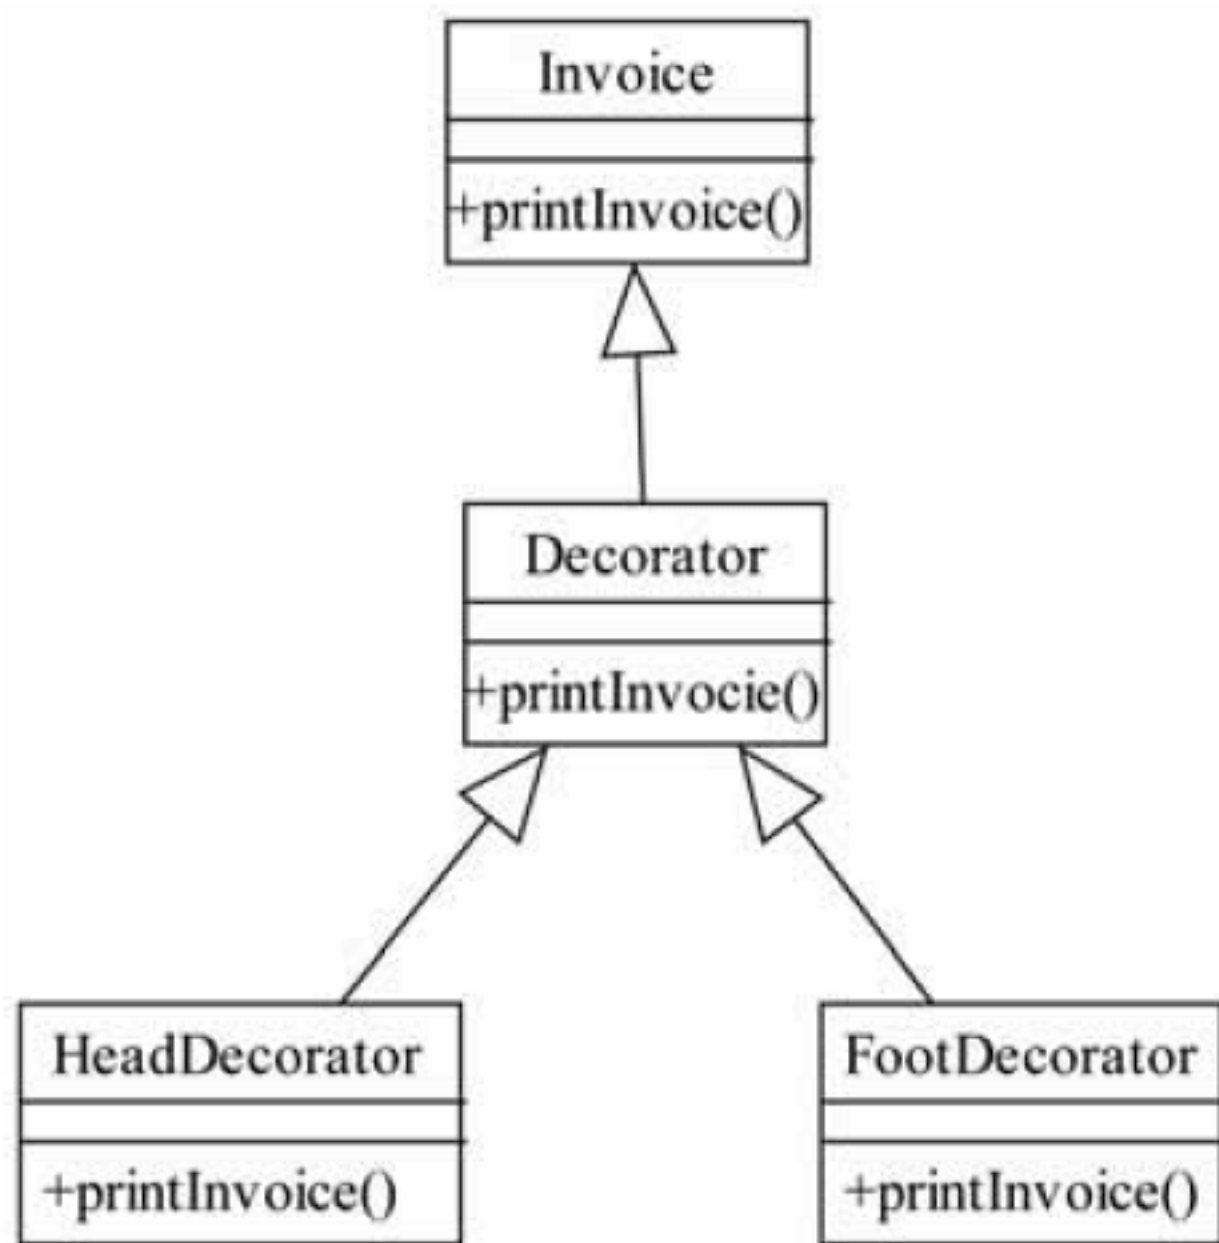 Invoice
+printInvoice()
Decorator
+printInvocie()
HeadDecorator
FootDecorator
+printInvoice()
+printInvoice()